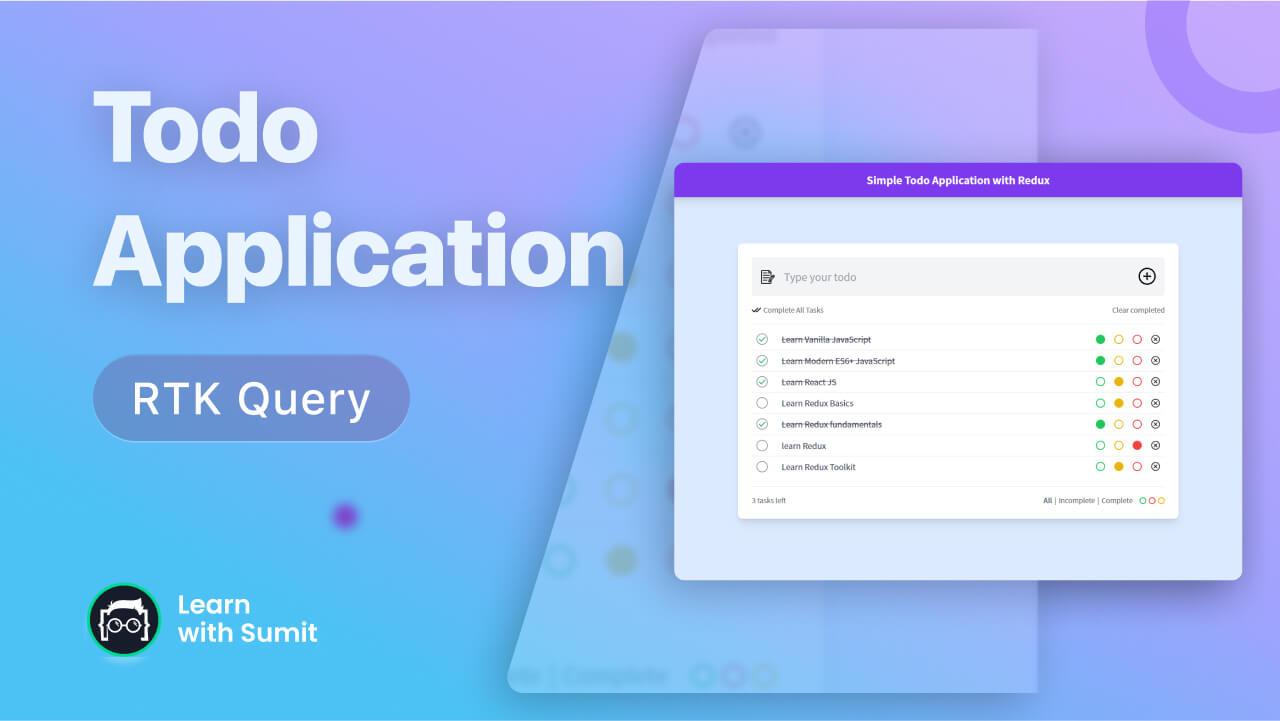 Todo
Application
RTK Query
Learn
with Sumit
Simple Todo Application with Redux
Type your todo
Complete All Tasks
Clear completed
Learn Vanilla JavaScript
Learn Modern ES6+ JavaScript
Learn React JS
Learn Redux Basics
Learn Redux fundamentals
learn Redux
Learn Redux Toolkit
3 tasks left
All | Incomplete | Complete
| Complete